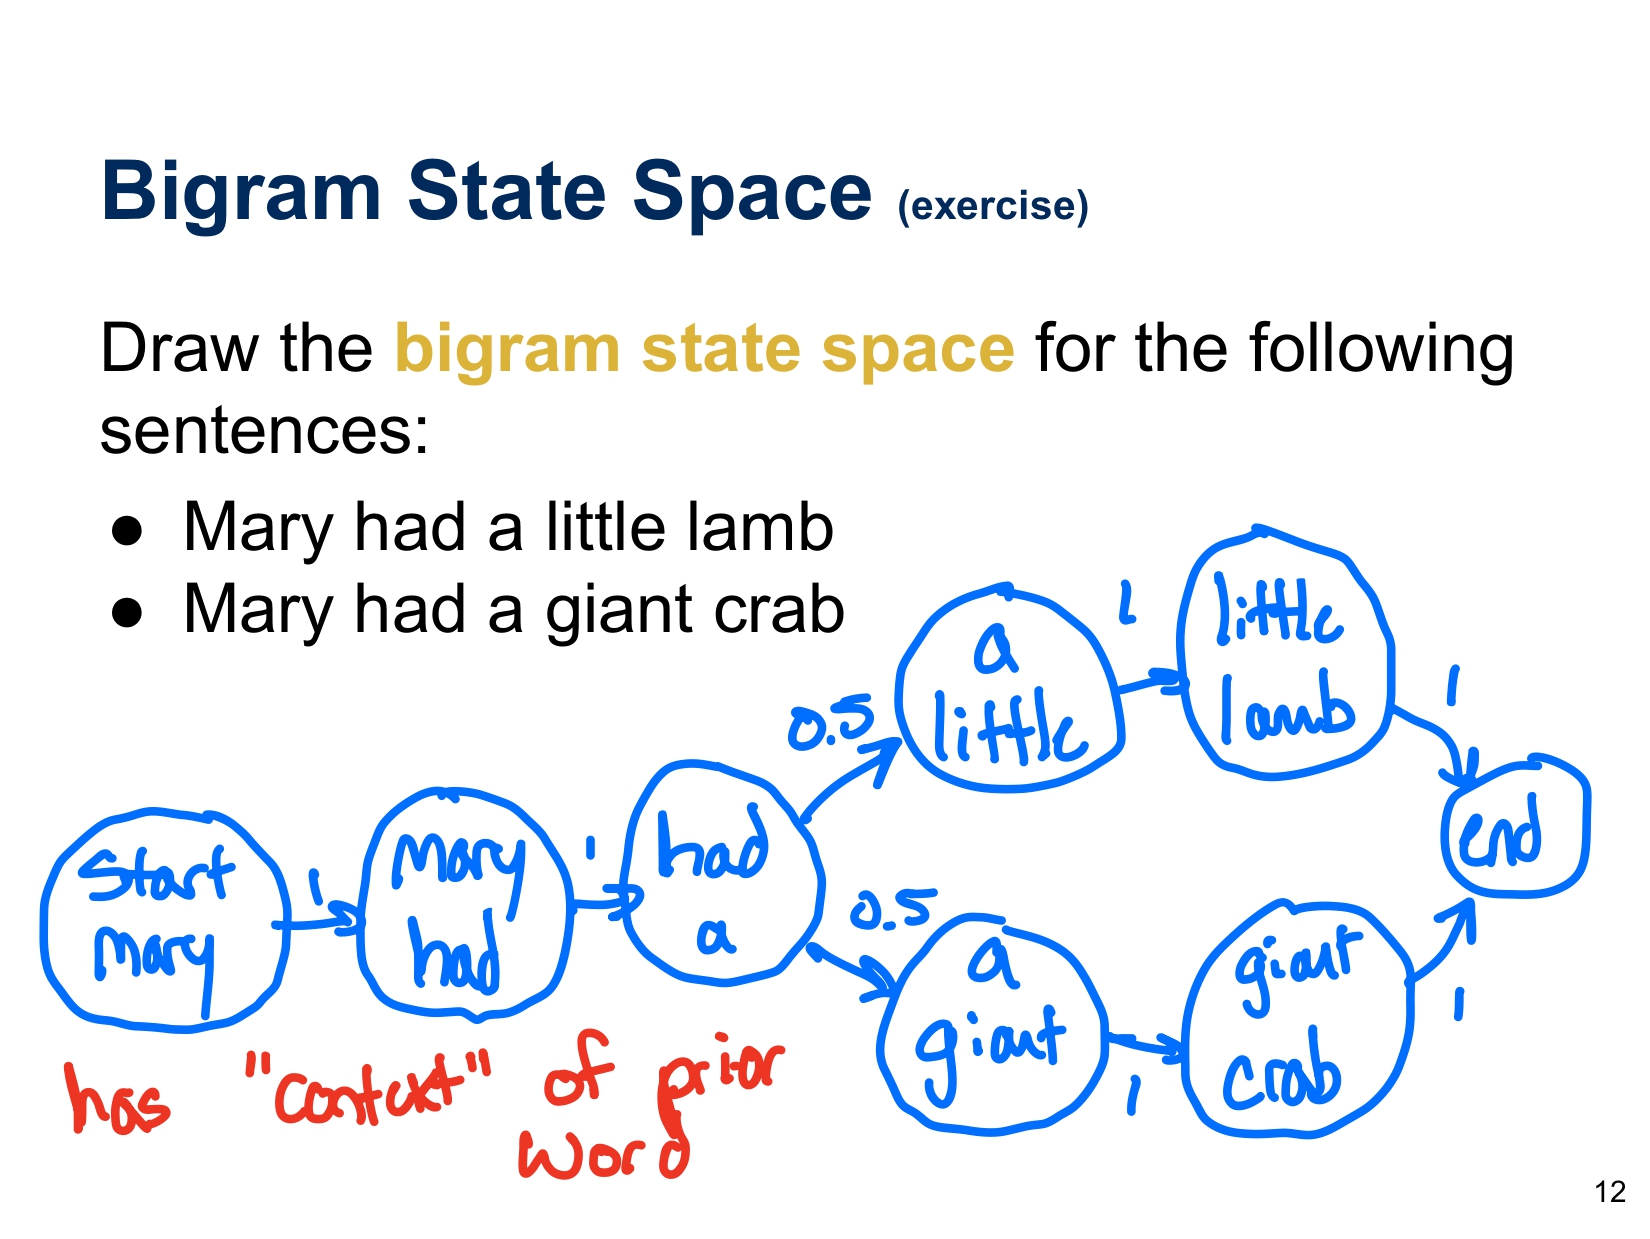 Bigram State Space (exercise)
Draw the bigram state space for the following
sentences:
● Mary had a little lamb
● Mary had a giant crab
start
mary
1
mary
had
1
had
a
0.5
a
little
1
little
lamb
1
0.5
a
giant
1
giant
crab
1
end
has "context" of prior
word
12